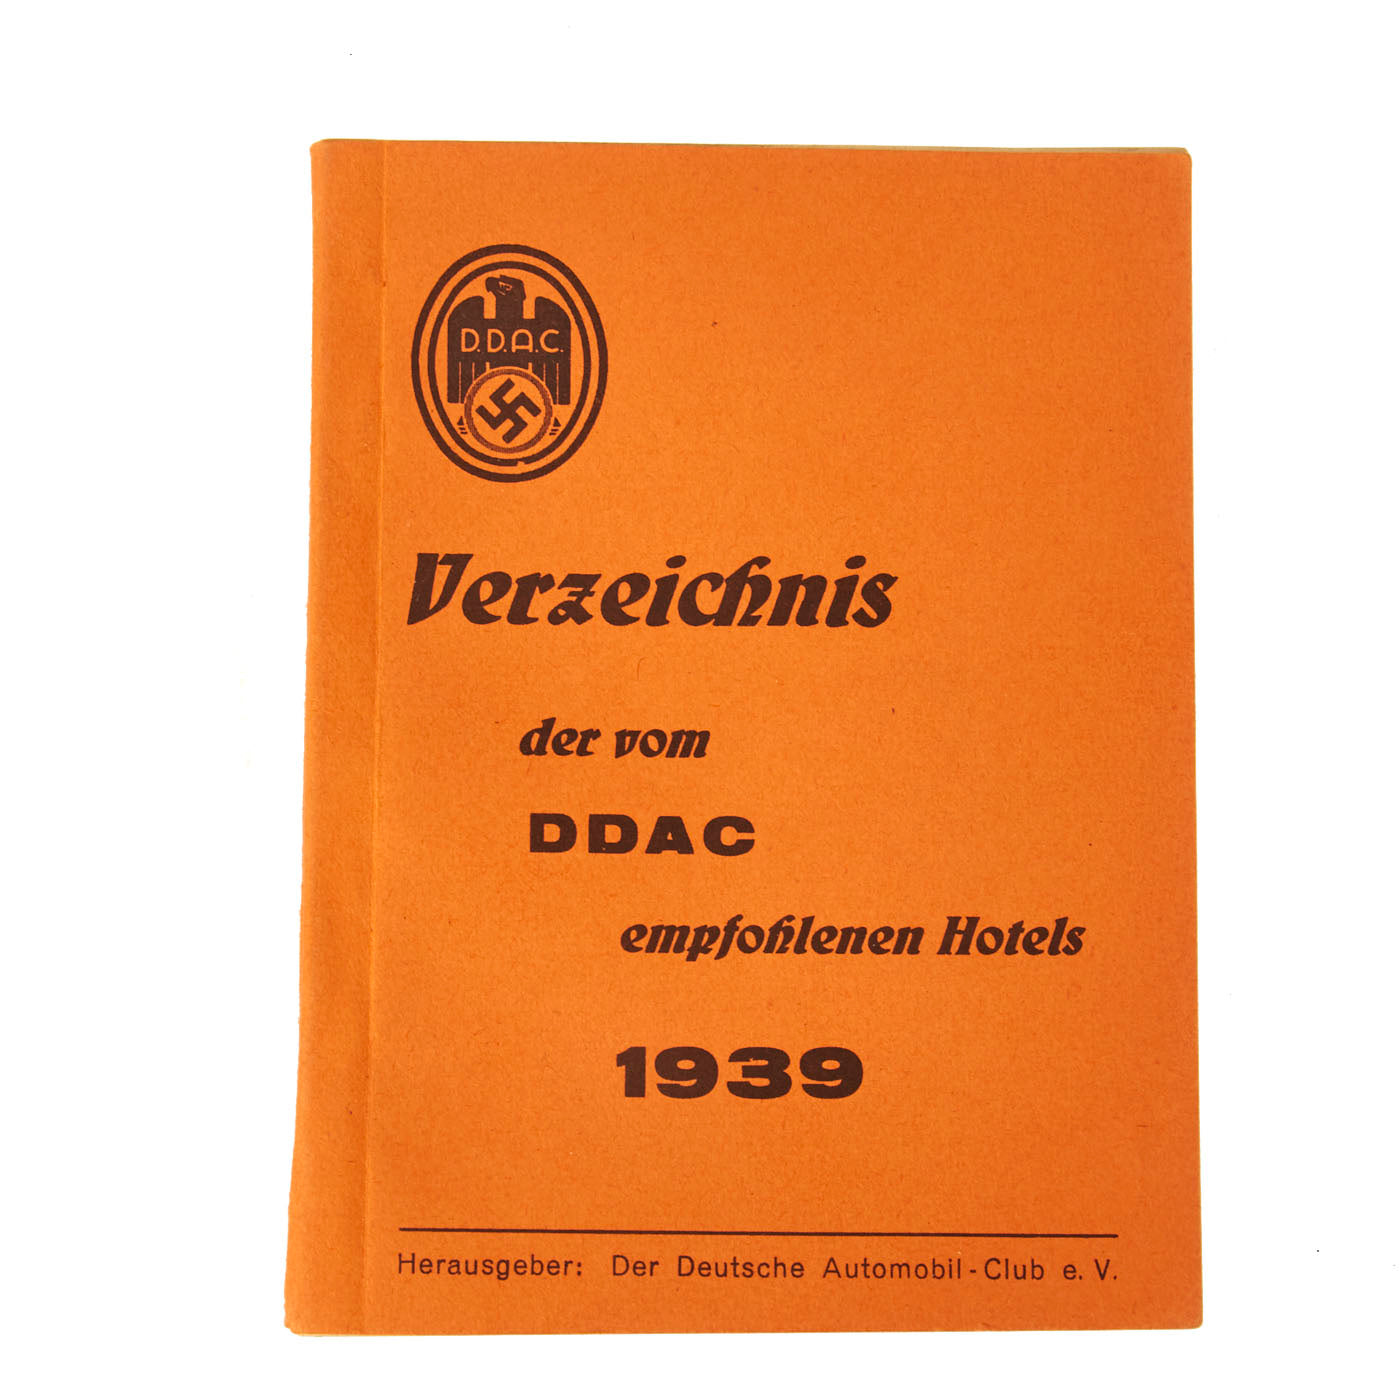 D.D.A.C.
Verzeichnis
der vom
DDAC
empfohlenen Hotels
1939
Herausgeber: Der Deutsche Automobil-Club e. V.